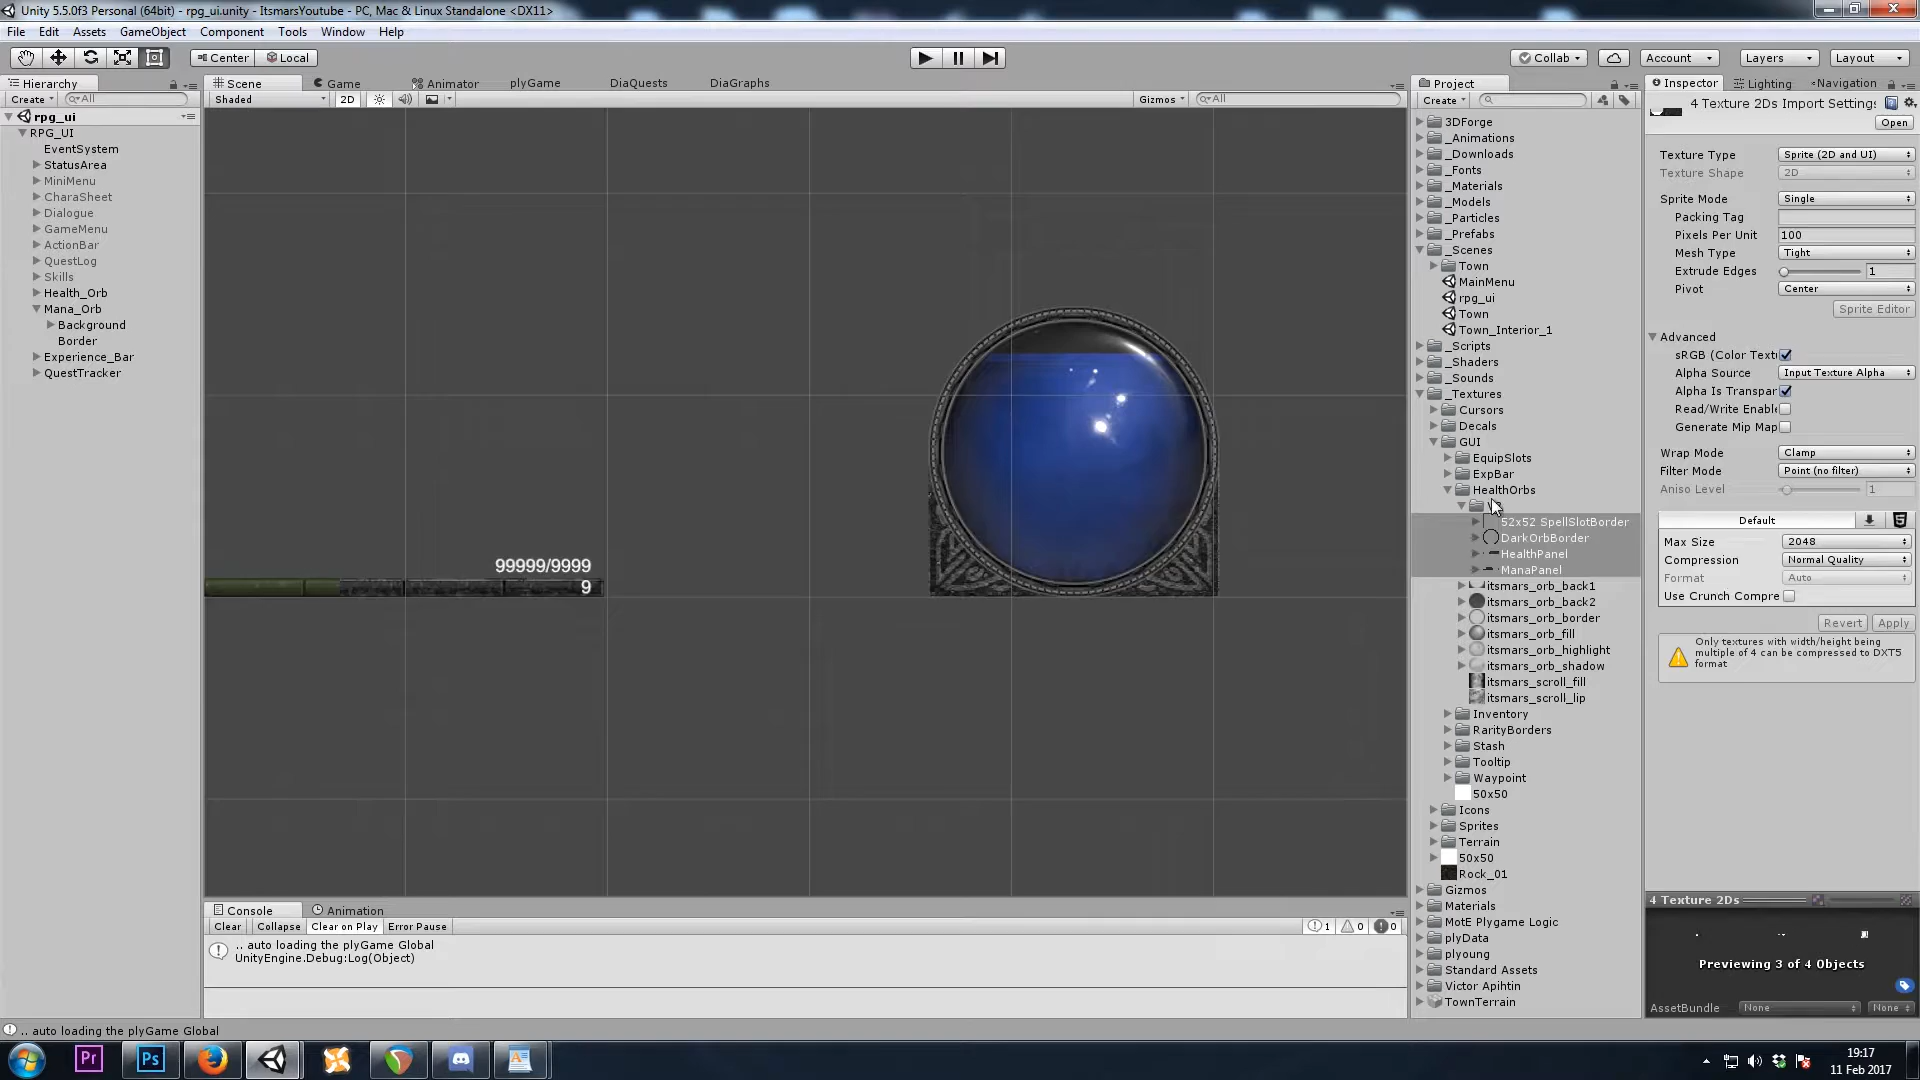 Unity 5.5.0f3 Personal (64bit) - rpg_ui.unity - ItsmarsYoutube - PC, Mac & Linux Standalone <DX11>
File Edit Assets GameObject Component Tools Window Help
Center Local Collab Account Layers Layout
Hierarchy
Create All
rpg_ui
RPG_UI
EventSystem
StatusArea
MiniMenu
CharaSheet
Dialogue
GameMenu
ActionBar
QuestLog
Skills
Health_Orb
Mana_Orb
Background
Border
Experience_Bar
QuestTracker
Scene Game Animator plyGame DiaQuests DiaGraphs
Shaded 2D Gizmos All
99999/9999
9
Console Animation
Clear Collapse Clear on Play Error Pause 1 0 0
.. auto loading the plyGame Global
UnityEngine.Debug:Log(Object)
Project
Create
3DForge
_Animations
_Downloads
_Fonts
_Materials
_Models
_Particles
_Prefabs
_Scenes
Town
MainMenu
rpg_ui
Town
Town_Interior_1
_Scripts
_Shaders
_Sounds
_Textures
Cursors
Decals
GUI
EquipSlots
ExpBar
HealthOrbs
52x52 SpellSlotBorder
DarkOrbBorder
HealthPanel
ManaPanel
itsmars_orb_back1
itsmars_orb_back2
itsmars_orb_border
itsmars_orb_fill
itsmars_orb_highlight
itsmars_orb_shadow
itsmars_scroll_fill
itsmars_scroll_lip
Inventory
RarityBorders
Stash
Tooltip
Waypoint
50x50
Icons
Sprites
Terrain
50x50
Rock_01
Gizmos
Materials
MotE Plygame Logic
plyData
plyoung
Standard Assets
Victor Apihtin
TownTerrain
Inspector Lighting Navigation
4 Texture 2Ds Import Settings
Open
Texture Type Sprite (2D and UI)
Texture Shape 2D
Sprite Mode Single
Packing Tag
Pixels Per Unit 100
Mesh Type Tight
Extrude Edges 1
Pivot Center
Sprite Editor
Advanced
sRGB (Color Textu
Alpha Source Input Texture Alpha
Alpha Is Transpar
Read/Write Enable
Generate Mip Map
Wrap Mode Clamp
Filter Mode Point (no filter)
Aniso Level 1
Default
Max Size 2048
Compression Normal Quality
Format Auto
Use Crunch Compre
Revert Apply
Only textures with width/height being
multiple of 4 can be compressed to DXT5
format
4 Texture 2Ds
Previewing 3 of 4 Objects
AssetBundle None None
.. auto loading the plyGame Global
Pr Ps
19:17
11 Feb 2017